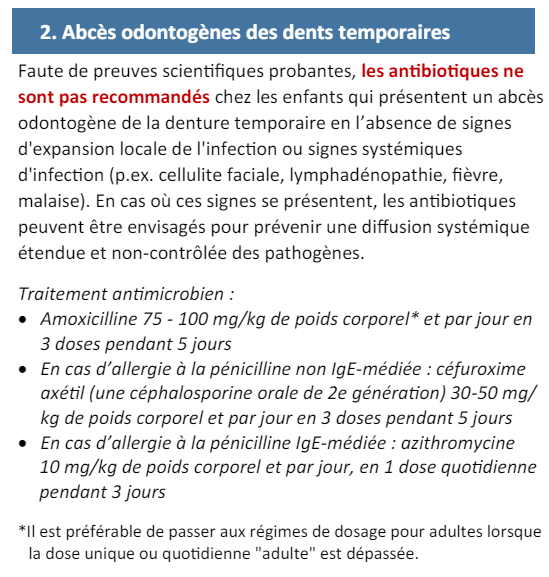 2. Abcès odontogènes des dents temporaires
Faute de preuves scientifiques probantes, les antibiotiques ne
sont pas recommandés chez les enfants qui présentent un abcès
odontogène de la denture temporaire en l’absence de signes
d'expansion locale de l'infection ou signes systémiques
d'infection (p.ex. cellulite faciale, lymphadénopathie, fièvre,
malaise). En cas où ces signes se présentent, les antibiotiques
peuvent être envisagés pour prévenir une diffusion systémique
étendue et non-contrôlée des pathogènes.
Traitement antimicrobien :
• Amoxicilline 75 - 100 mg/kg de poids corporel* et par jour en
3 doses pendant 5 jours
• En cas d’allergie à la pénicilline non IgE-médiée : céfuroxime
axétil (une céphalosporine orale de 2e génération) 30-50 mg/
kg de poids corporel et par jour en 3 doses pendant 5 jours
• En cas d’allergie à la pénicilline IgE-médiée : azithromycine
10 mg/kg de poids corporel et par jour, en 1 dose quotidienne
pendant 3 jours
*Il est préférable de passer aux régimes de dosage pour adultes lorsque
la dose unique ou quotidienne "adulte" est dépassée.